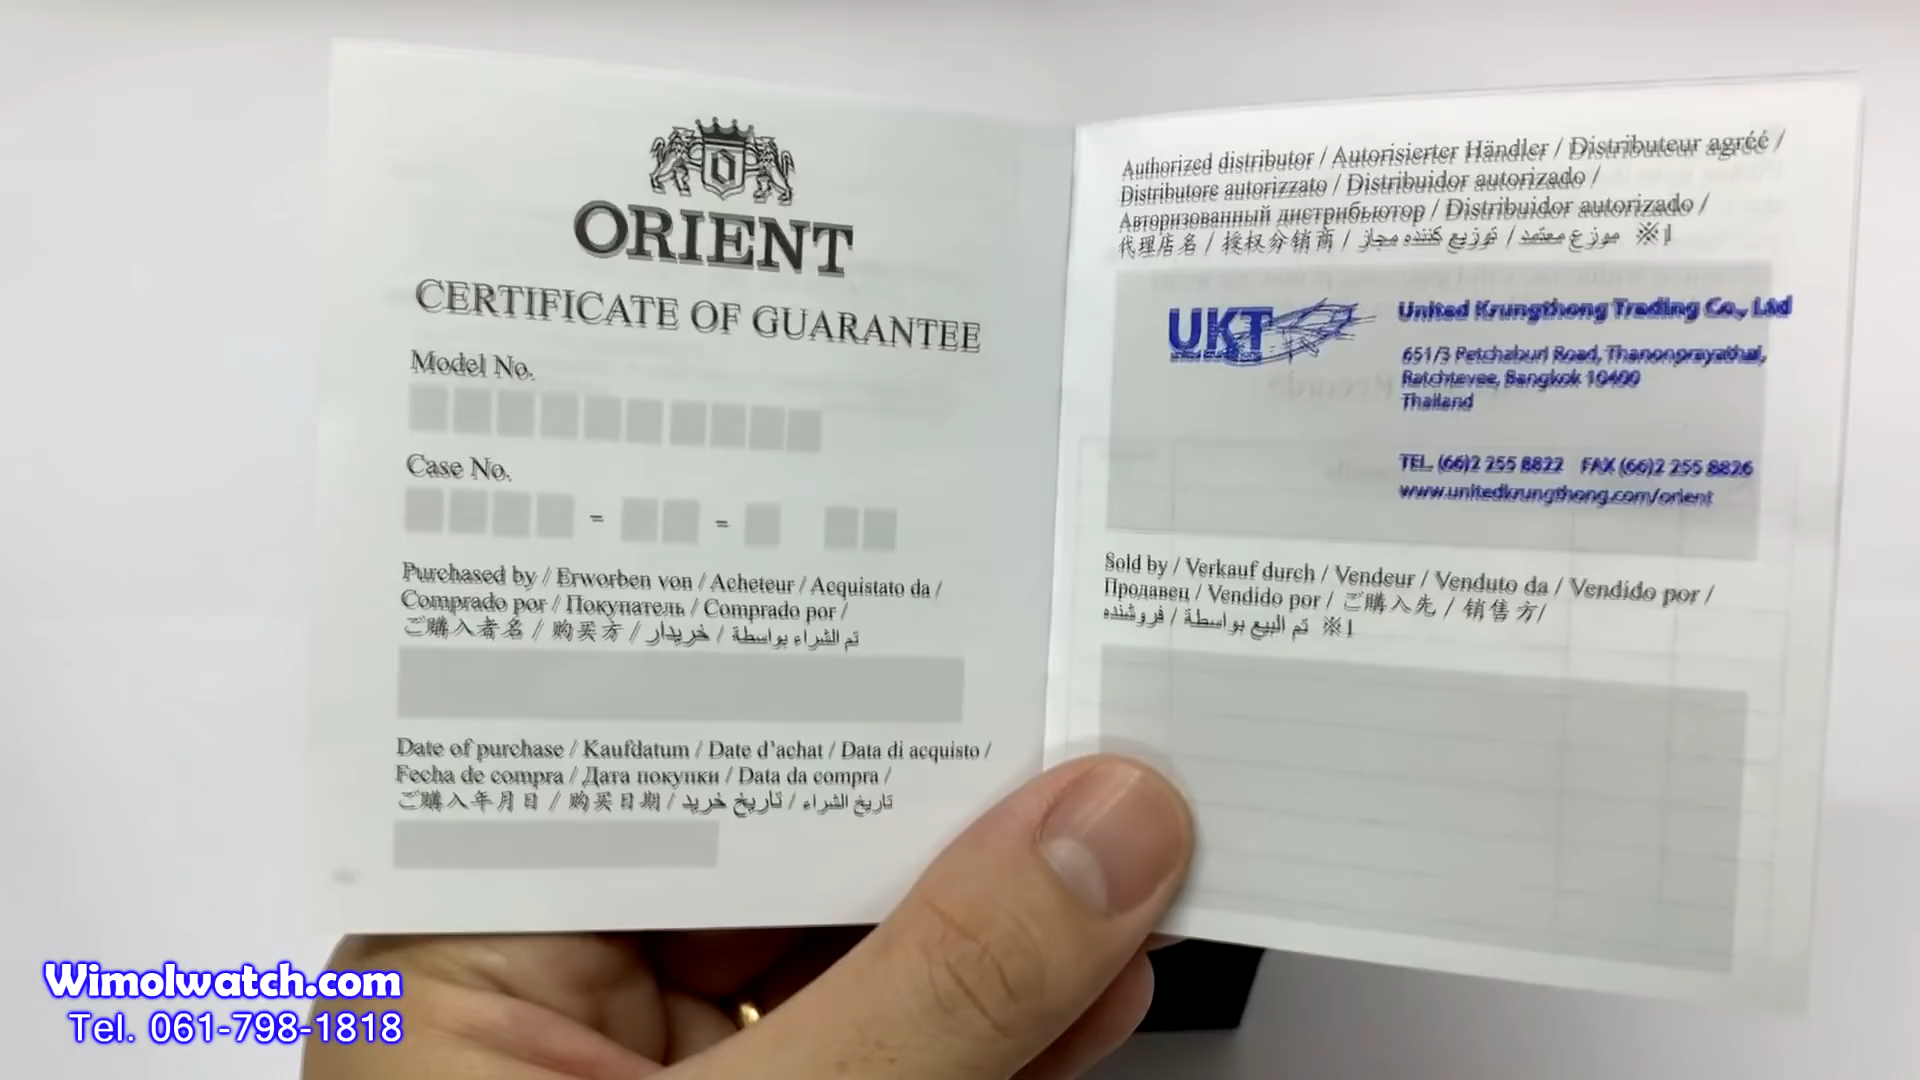 ORIENT
CERTIFICATE OF GUARANTEE
Model No.
Case No.
Purchased by / Erworben von / Acheteur / Acquistato da /
Comprado por / Покупатель / Comprado por /
ご購入者名 / 购买方 / خریدار / تم الشراء بواسطة
Date of purchase / Kaufdatum / Date d'achat / Data di acquisto /
Fecha de compra / Дата покупки / Data da compra /
ご購入年月日 / 购买日期 / تاریخ خرید / تاريخ الشراء
Authorized distributor / Autorisierter Händler / Distributeur agréé /
Distributore autorizzato / Distribuidor autorizado /
Авторизованный дистрибьютор / Distribuidor autorizado /
代理店名 / 授权分销商 / توزیع کننده مجاز / موزع معتمد ※1
UKT
United Krungthong Trading Co., Ltd
651/3 Petchaburi Road, Thanonprayathai,
Ratchtevee, Bangkok 10400
Thailand
TEL (66)2 255 8822 FAX (66)2 255 8826
www.unitedkrungthong.com/orient
Sold by / Verkauf durch / Vendeur / Venduto da / Vendido por /
Продавец / Vendido por / ご購入先 / 销售方/
فروشنده / تم البيع بواسطة ※1
Wimolwatch.com
Tel. 061-798-1818